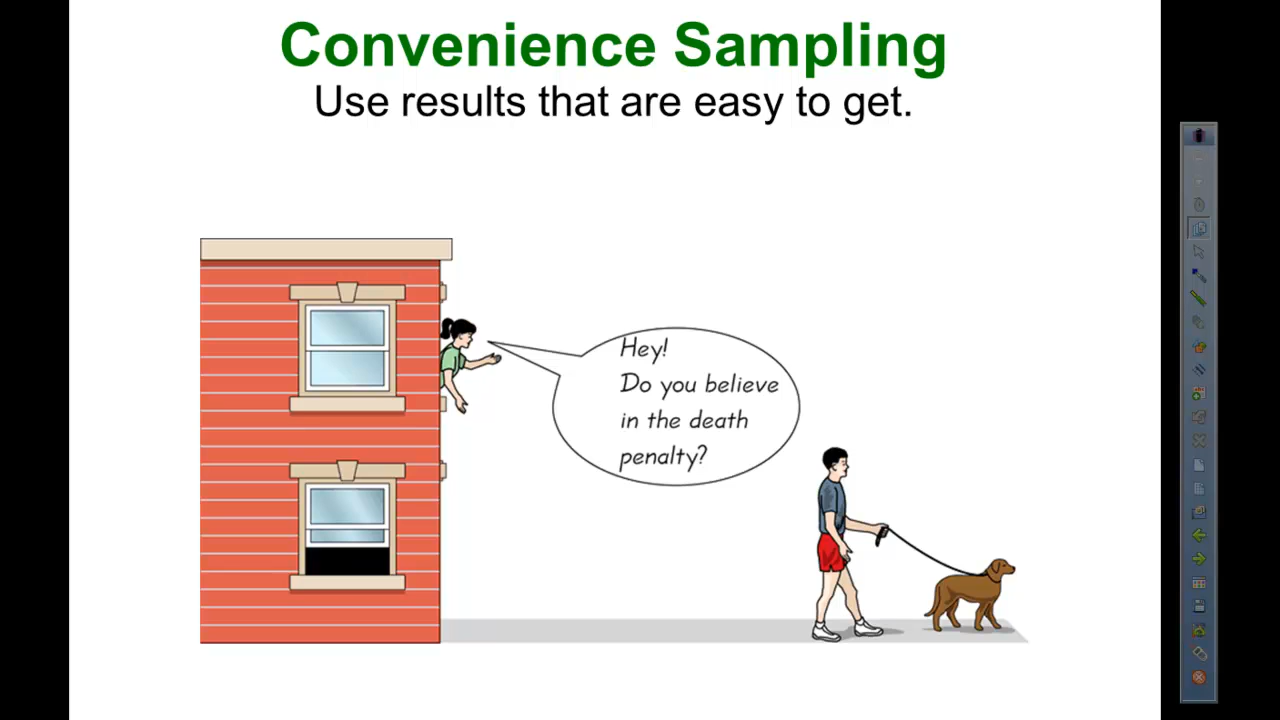 Convenience Sampling
Use results that are easy to get.
Hey!
Do you believe
in the death
penalty?